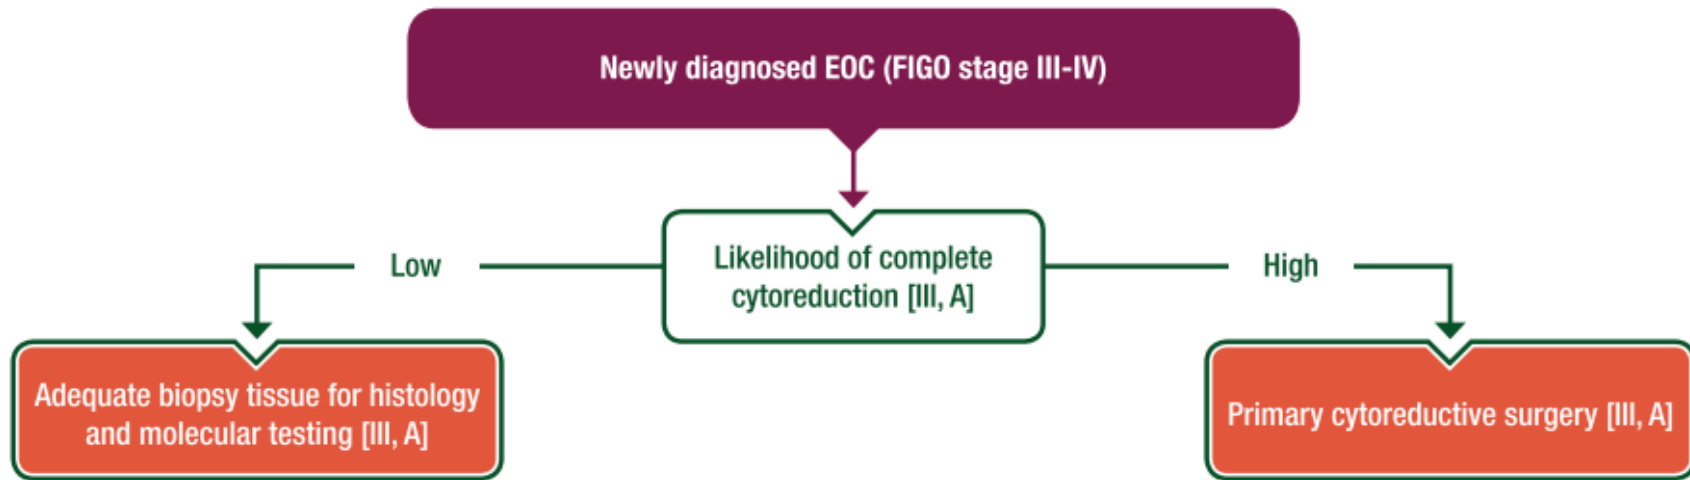 Newly diagnosed EOC (FIGO stage III-IV)
Low
Likelihood of complete
cytoreduction [III, A]
High
Adequate biopsy tissue for histology
and molecular testing [III, A]
Primary cytoreductive surgery [III, A]